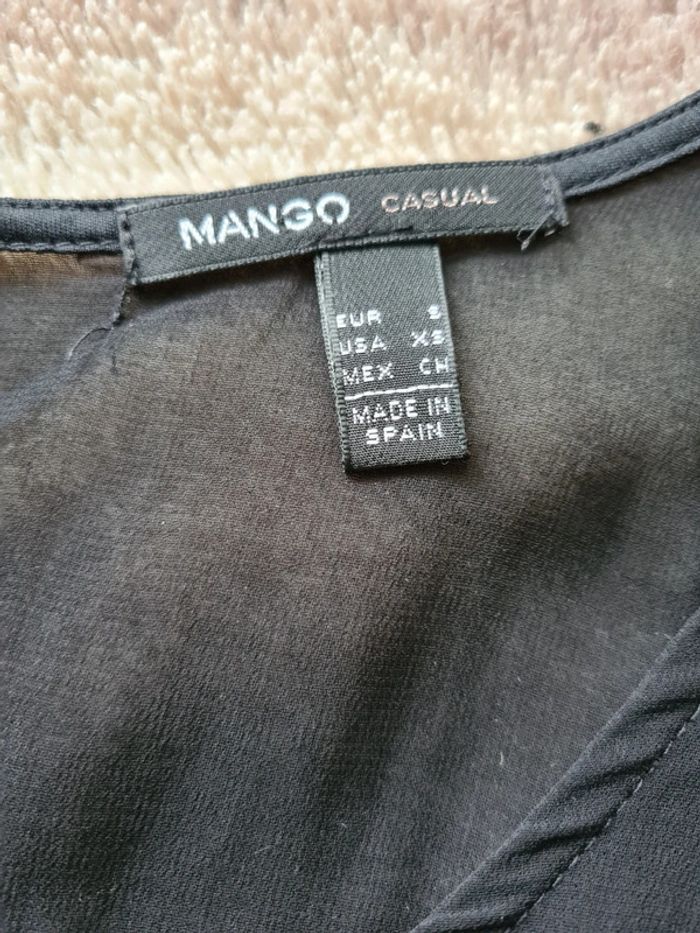 MANGO CASUAL
EUR S
USA XS
MEX CH
MADE IN
SPAIN